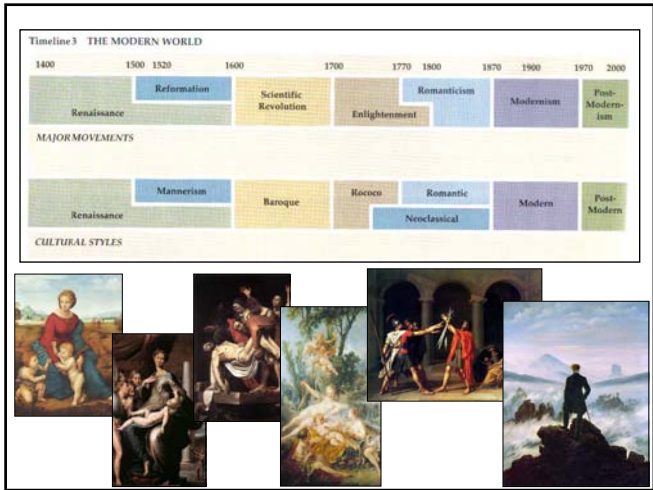 Timeline 3 THE MODERN WORLD
1400 1500 1520 1600 1700 1770 1800 1870 1900 1970 2000
Reformation
Renaissance
Scientific
Revolution
Romanticism
Enlightenment
Modernism
Post-
Modern-
ism
MAJOR MOVEMENTS
Mannerism
Renaissance
Baroque
Rococo
Romantic
Neoclassical
Modern
Post-
Modern
CULTURAL STYLES